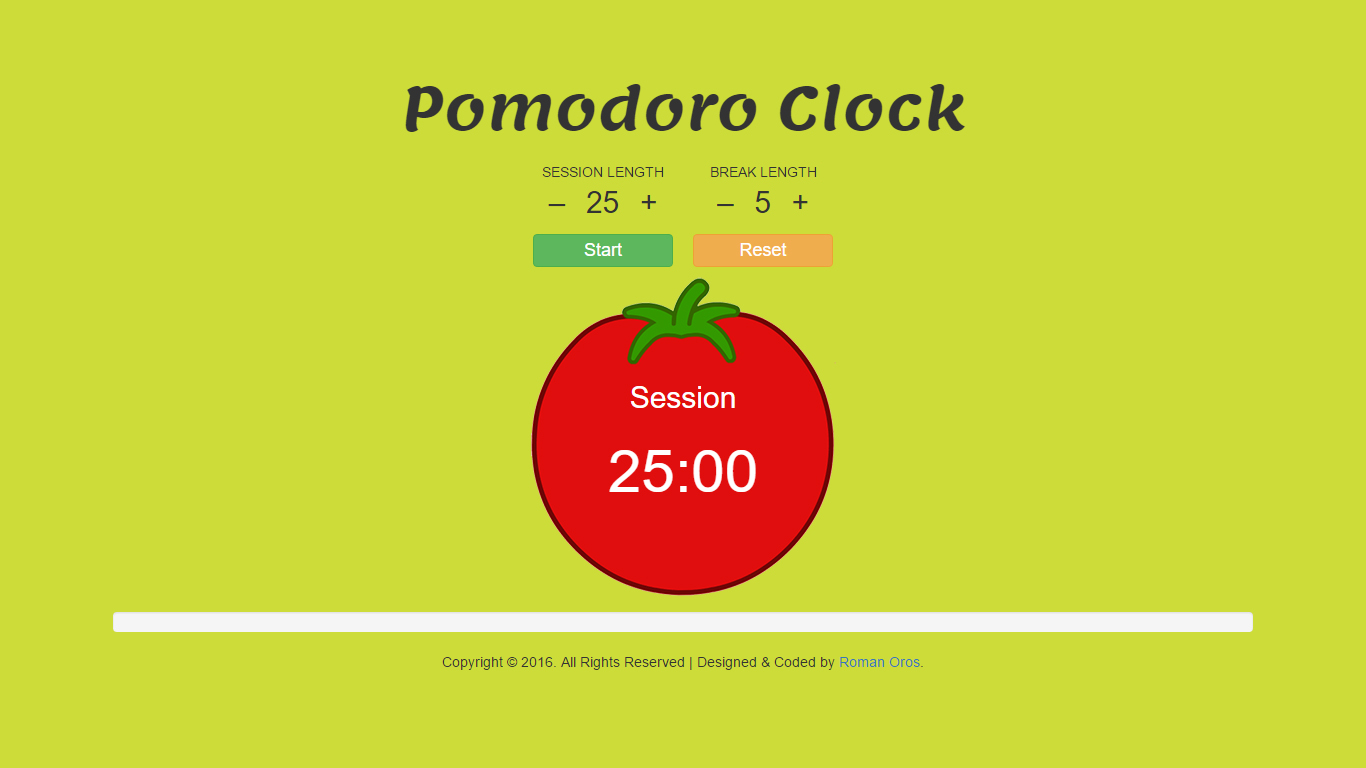 Pomodoro Clock
SESSION LENGTH BREAK LENGTH
– 25 + – 5 +
Start Reset
Session
25:00
Copyright © 2016. All Rights Reserved | Designed & Coded by Roman Oros.